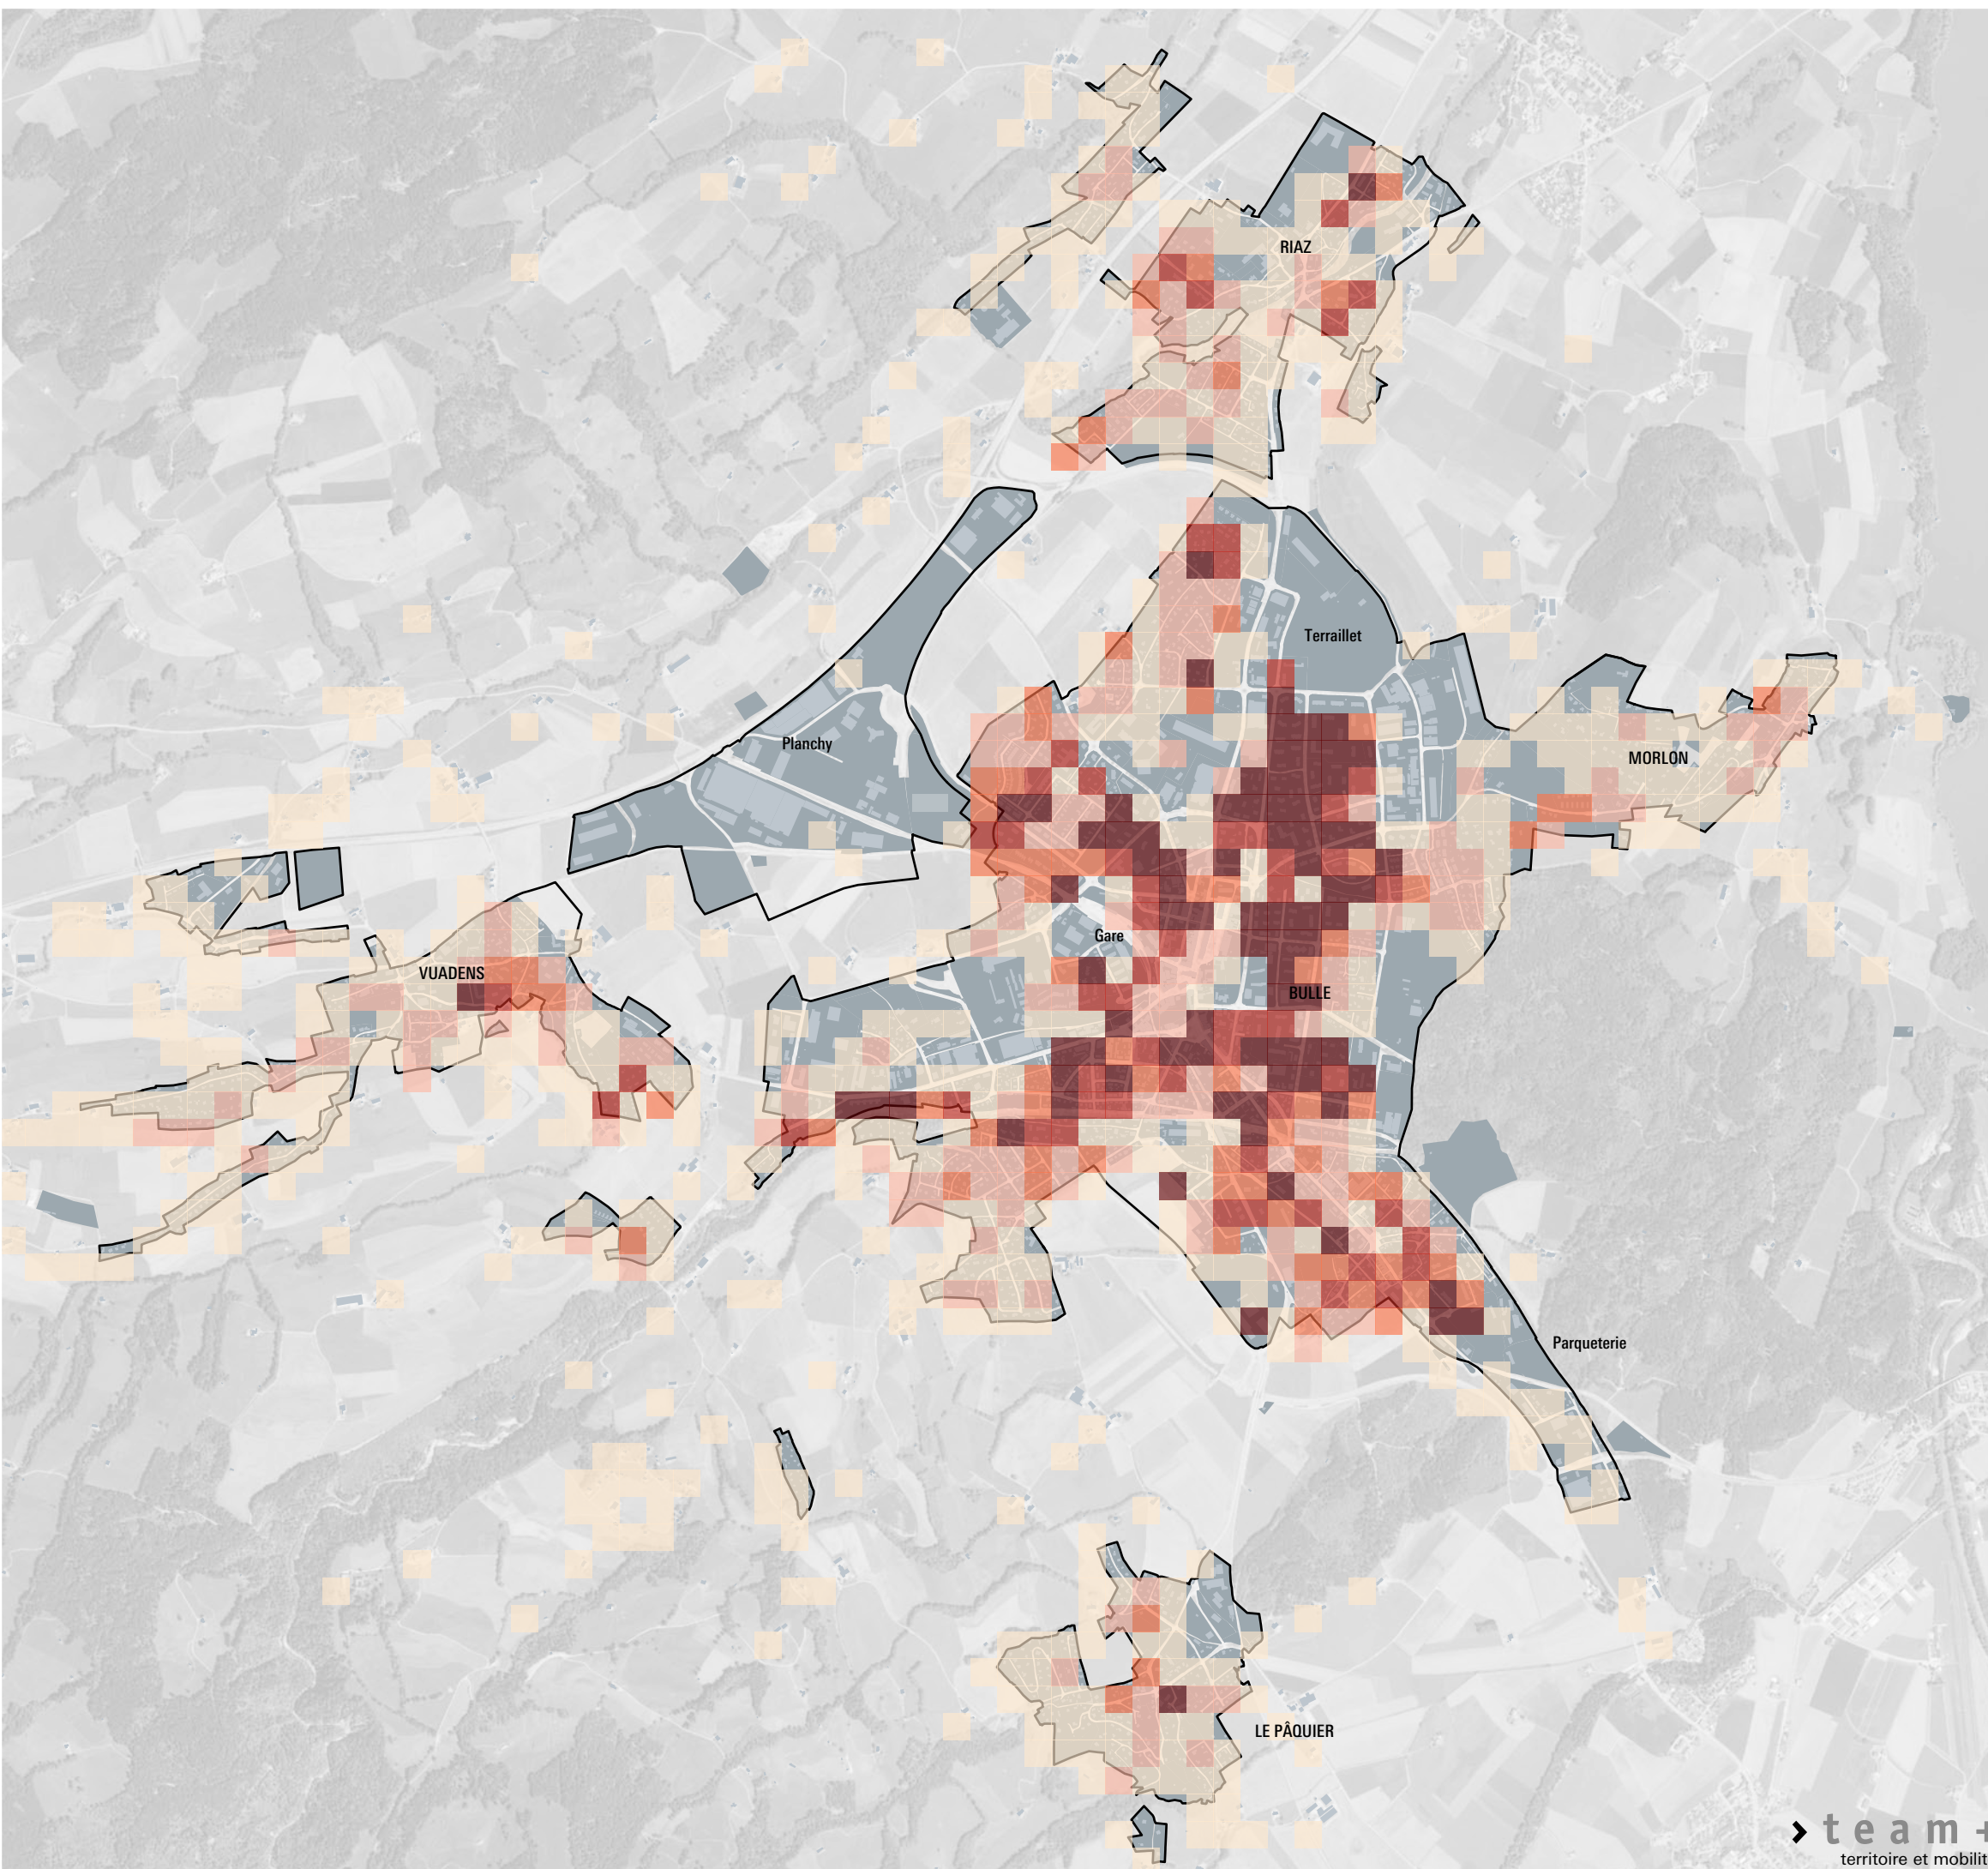 RIAZ
Terraillet
Planchy
MORLON
Gare
VUADENS
BULLE
Parqueterie
LE PÂQUIER
team+
territoire et mobilit